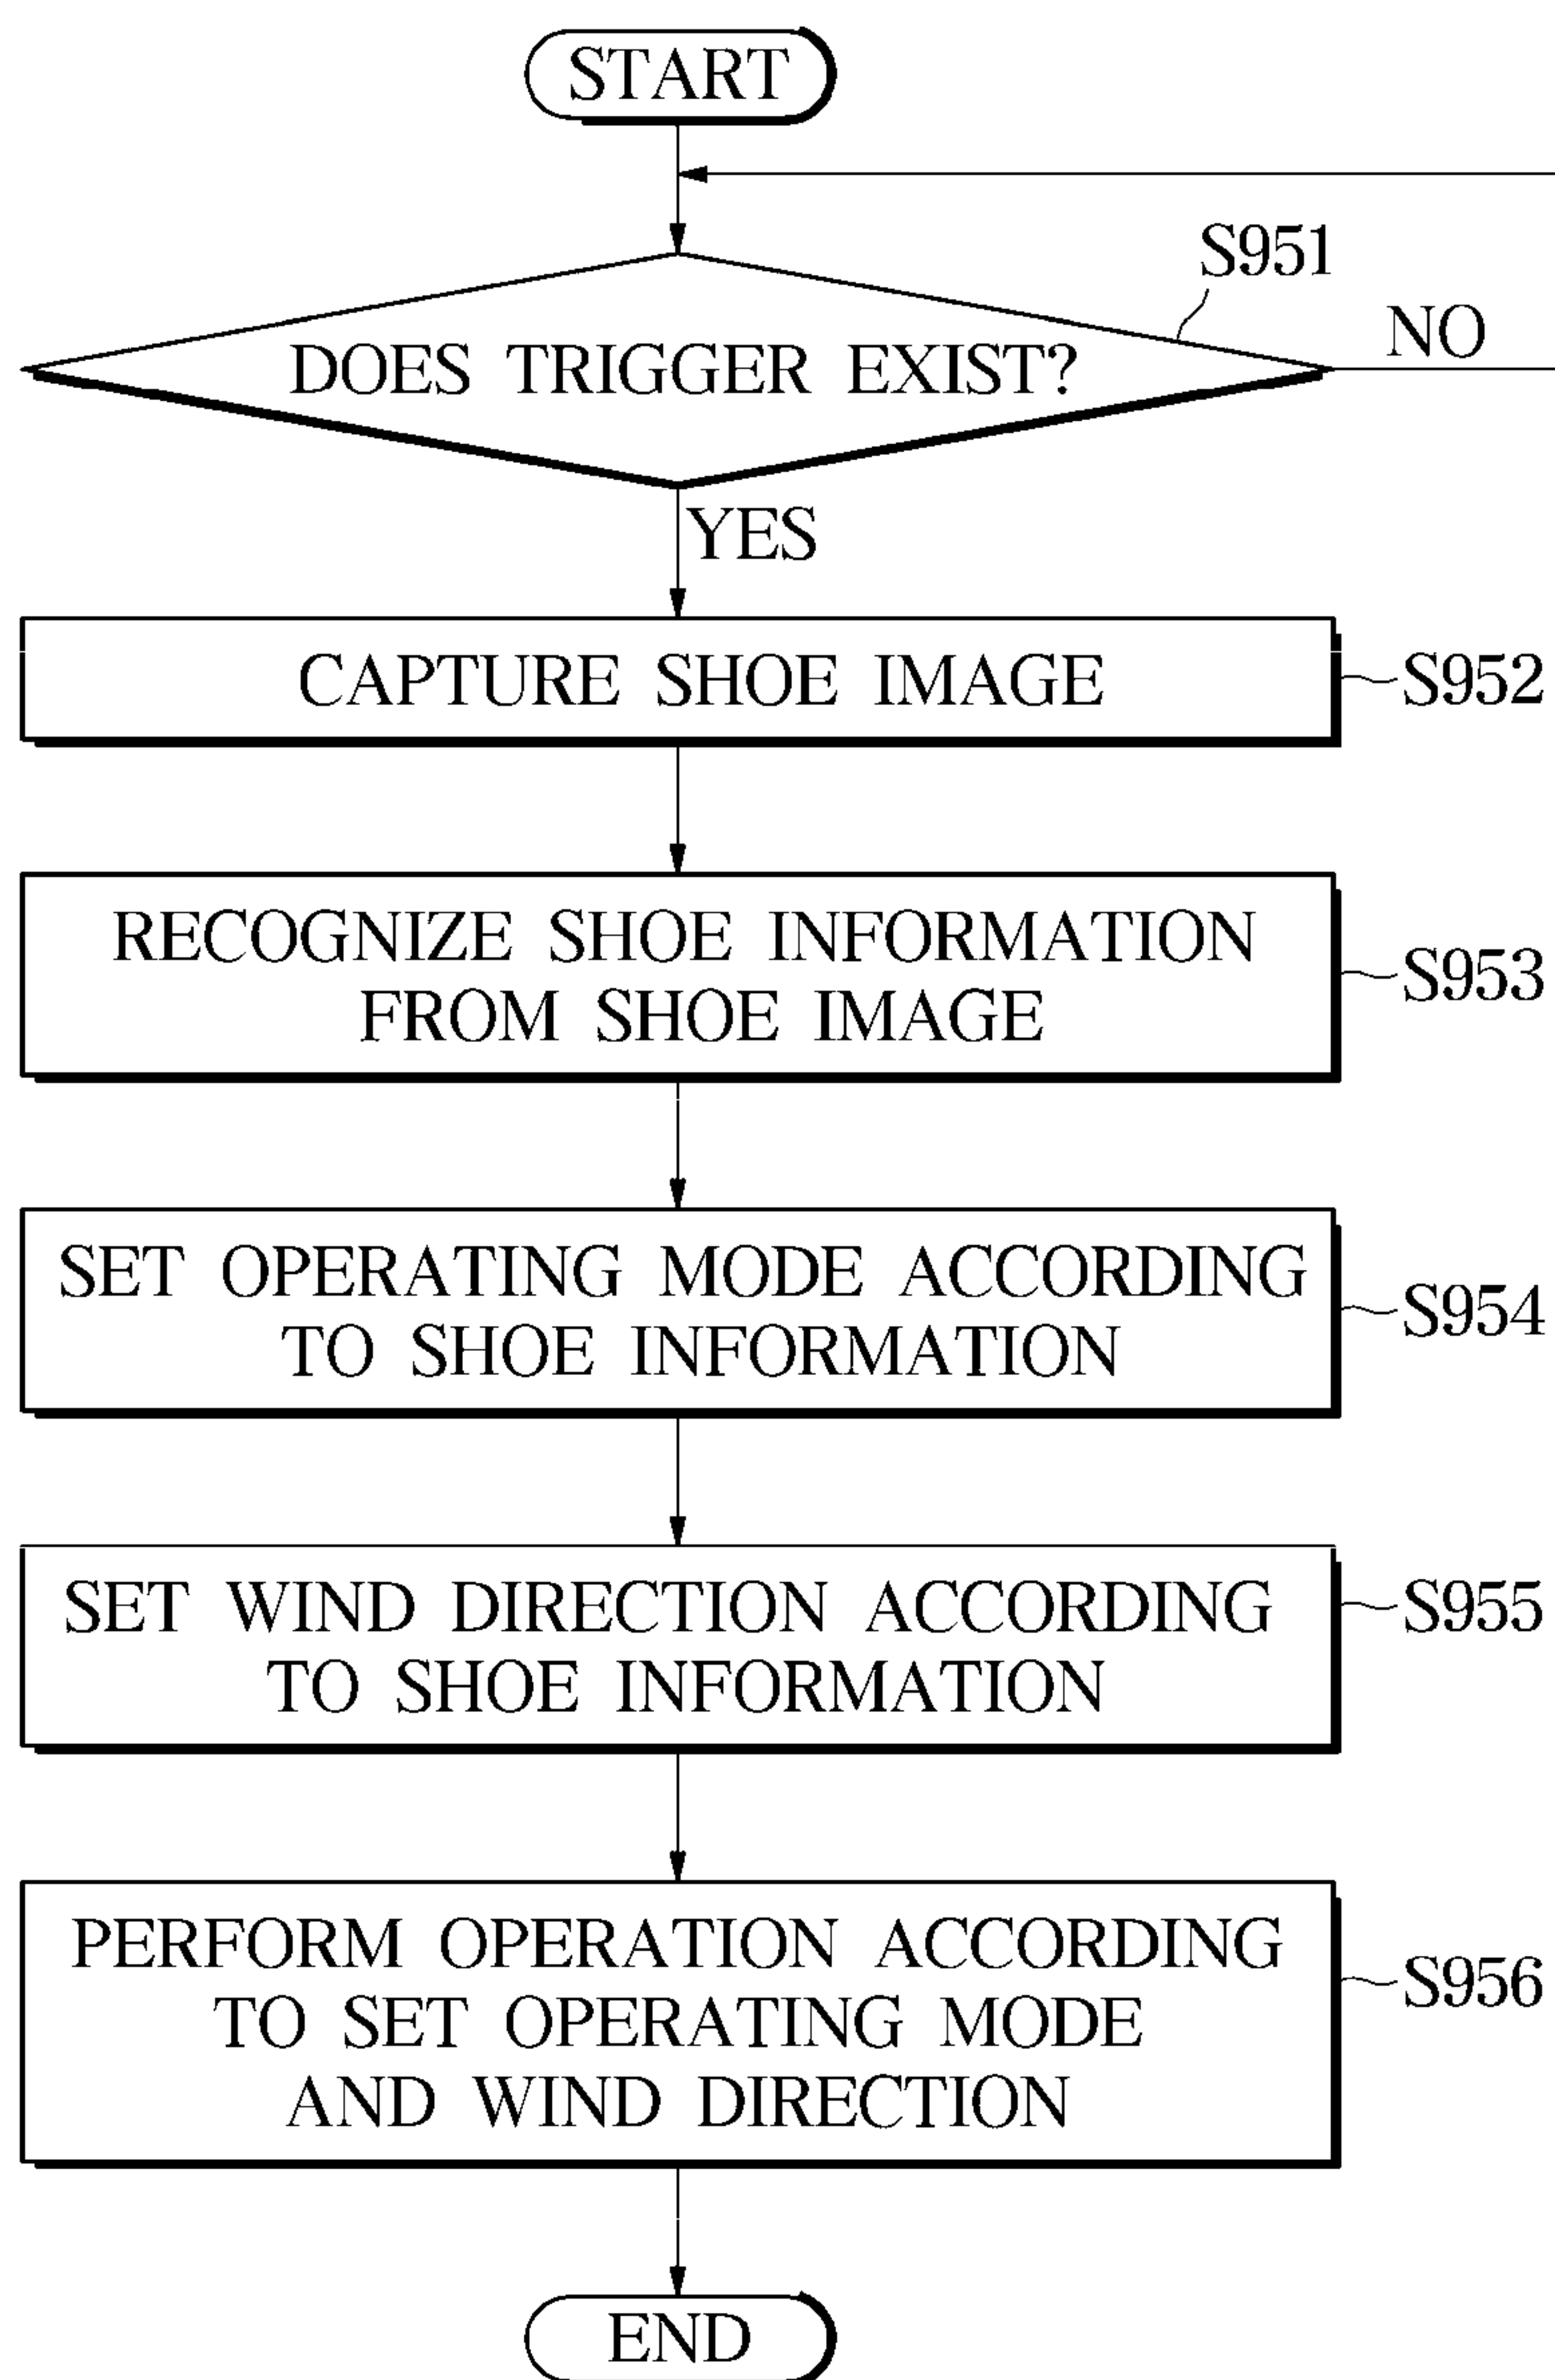 START
S951
DOES TRIGGER EXIST?
NO
YES
CAPTURE SHOE IMAGE
S952
RECOGNIZE SHOE INFORMATION
FROM SHOE IMAGE
S953
SET OPERATING MODE ACCORDING
TO SHOE INFORMATION
S954
SET WIND DIRECTION ACCORDING
TO SHOE INFORMATION
S955
PERFORM OPERATION ACCORDING
TO SET OPERATING MODE
AND WIND DIRECTION
S956
END